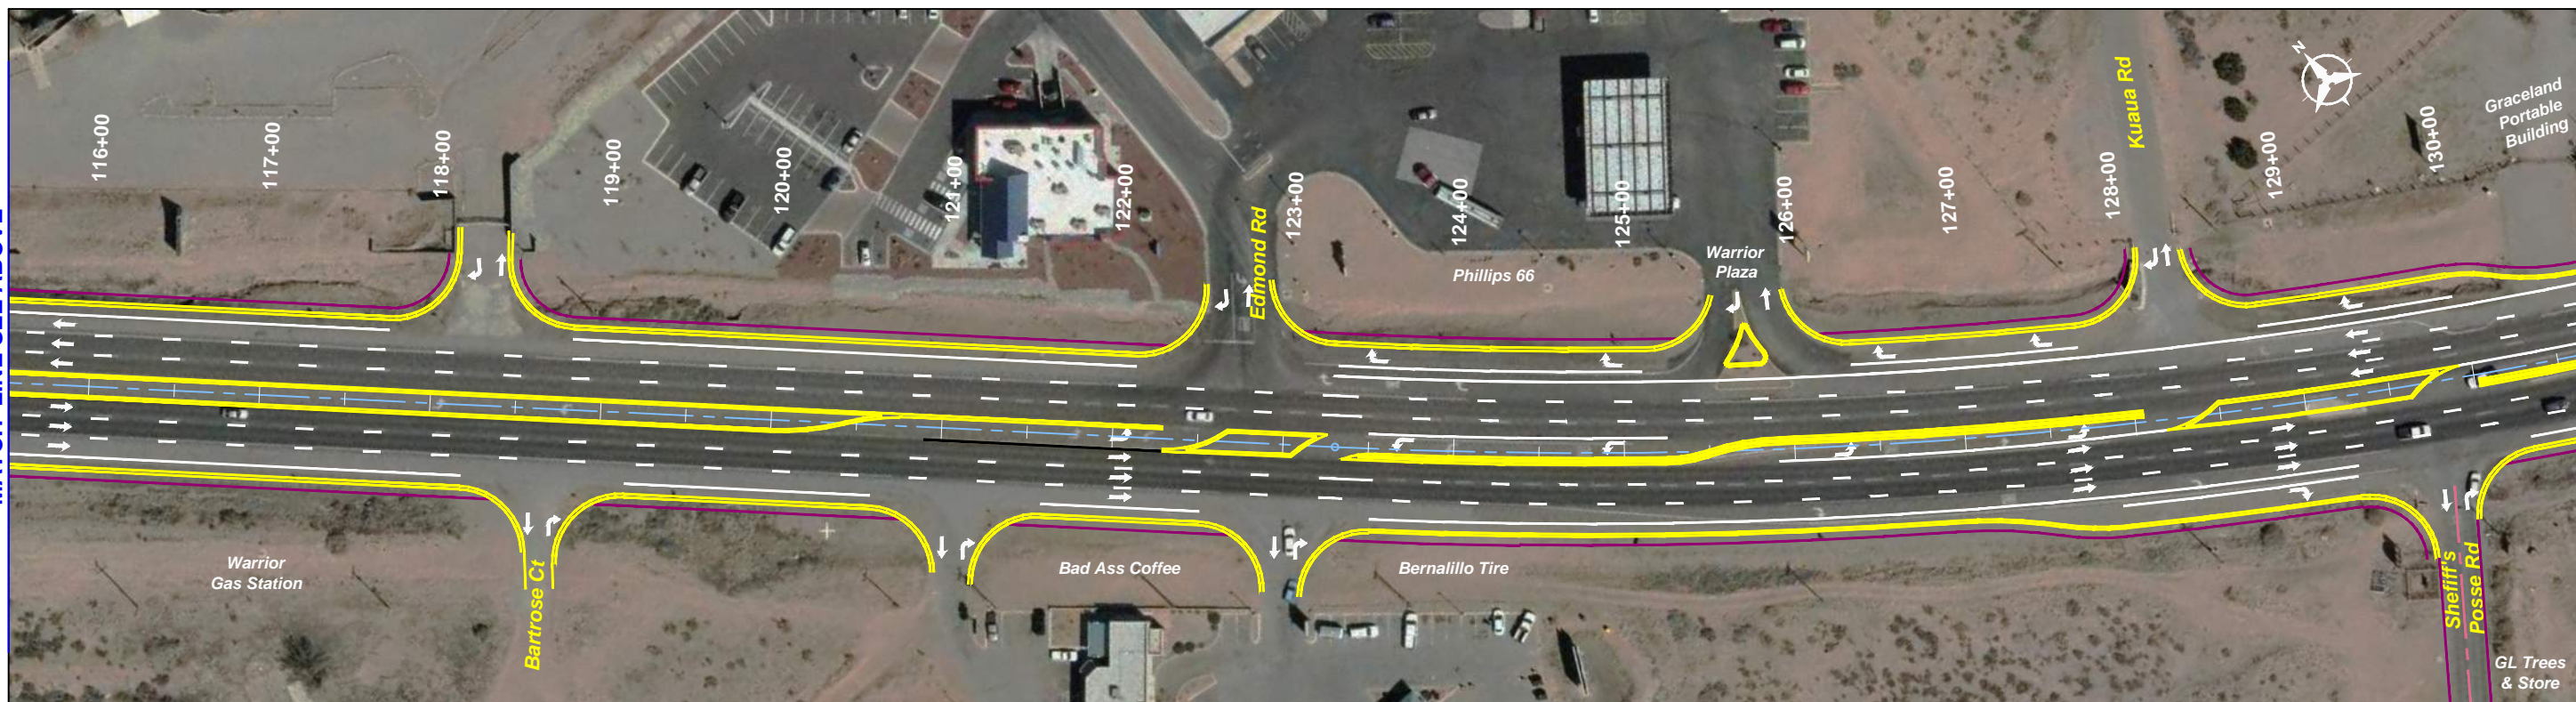 116+00
117+00
118+00
119+00
120+00
121+00
122+00
123+00
124+00
125+00
126+00
127+00
128+00
129+00
130+00
N
Kuaua Rd
Graceland
Portable
Building
Edmond Rd
Phillips 66
Warrior
Plaza
Warrior
Gas Station
Bartrose Ct
Bad Ass Coffee
Bernalillo Tire
Shefiff's
Posse Rd
GL Trees
& Store